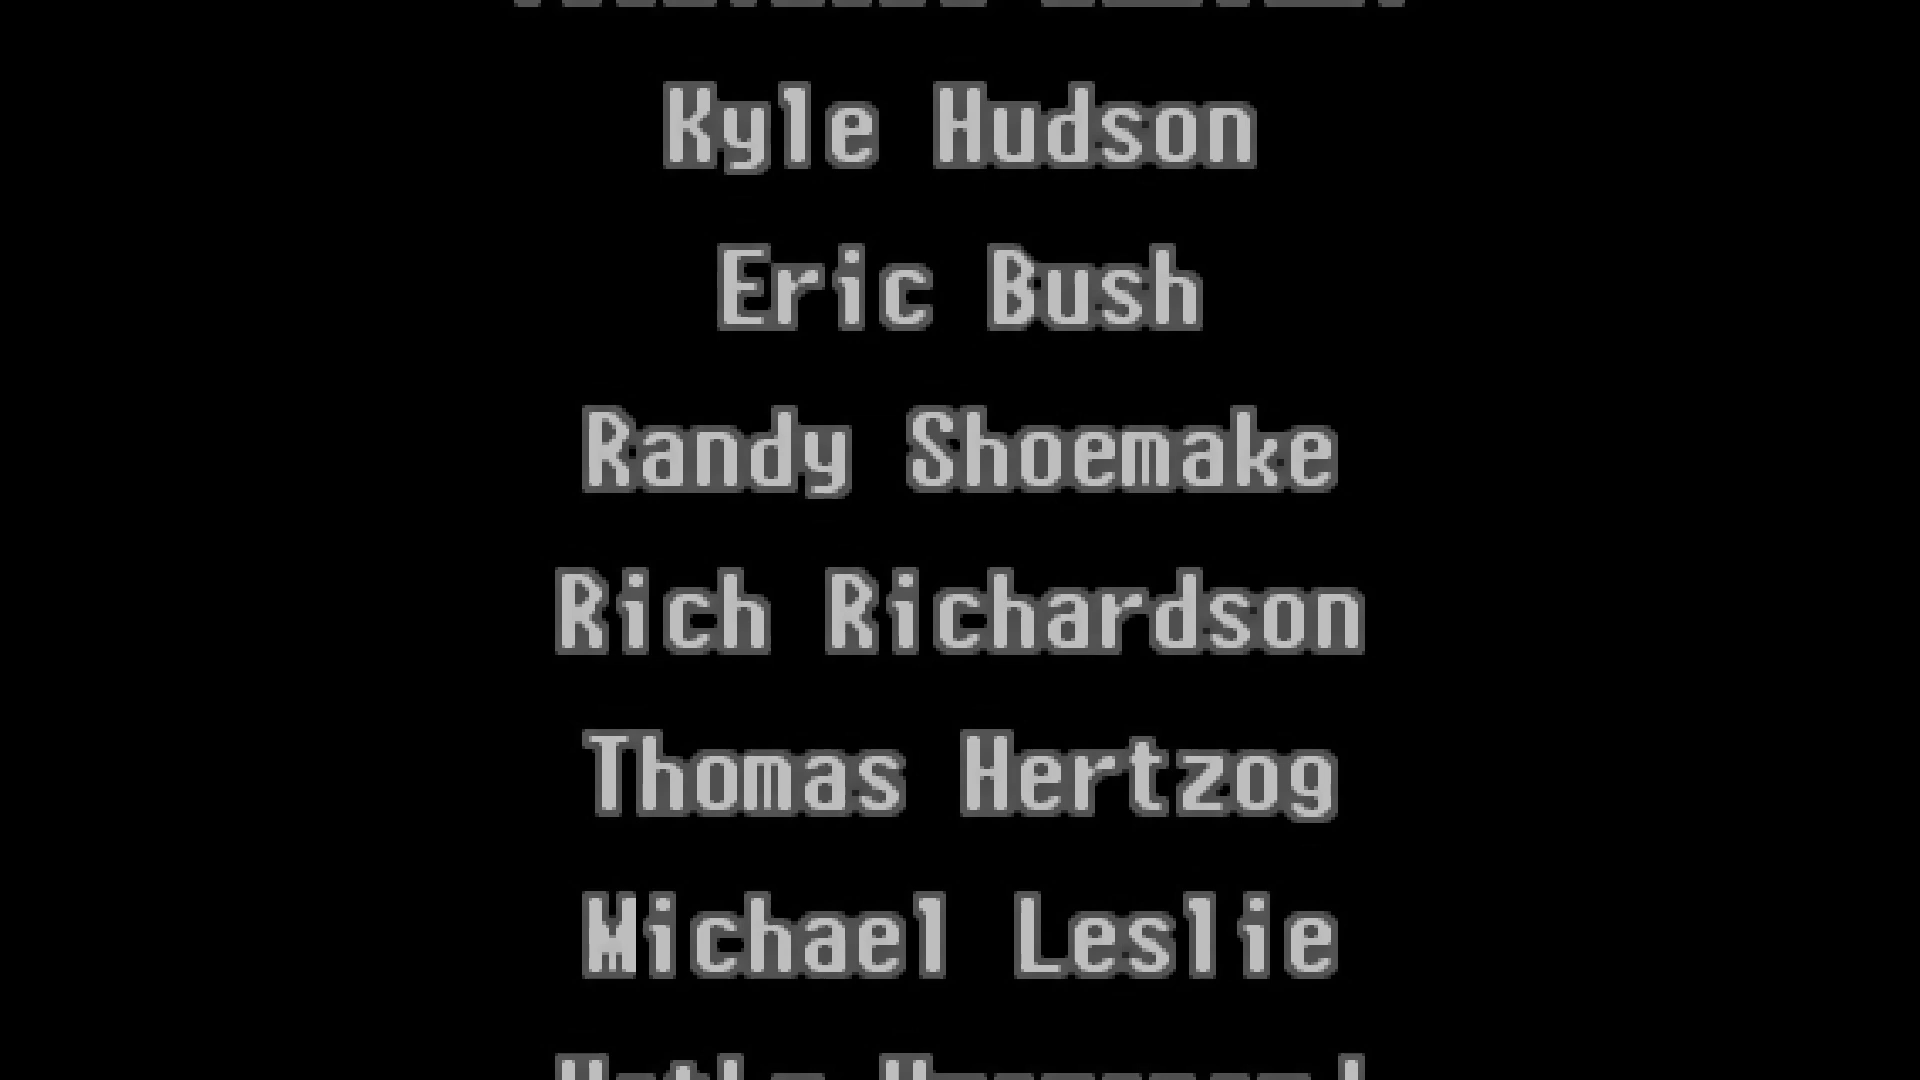 Kyle Hudson
Eric Bush
Randy Shoemake
Rich Richardson
Thomas Hertzog
Michael Leslie